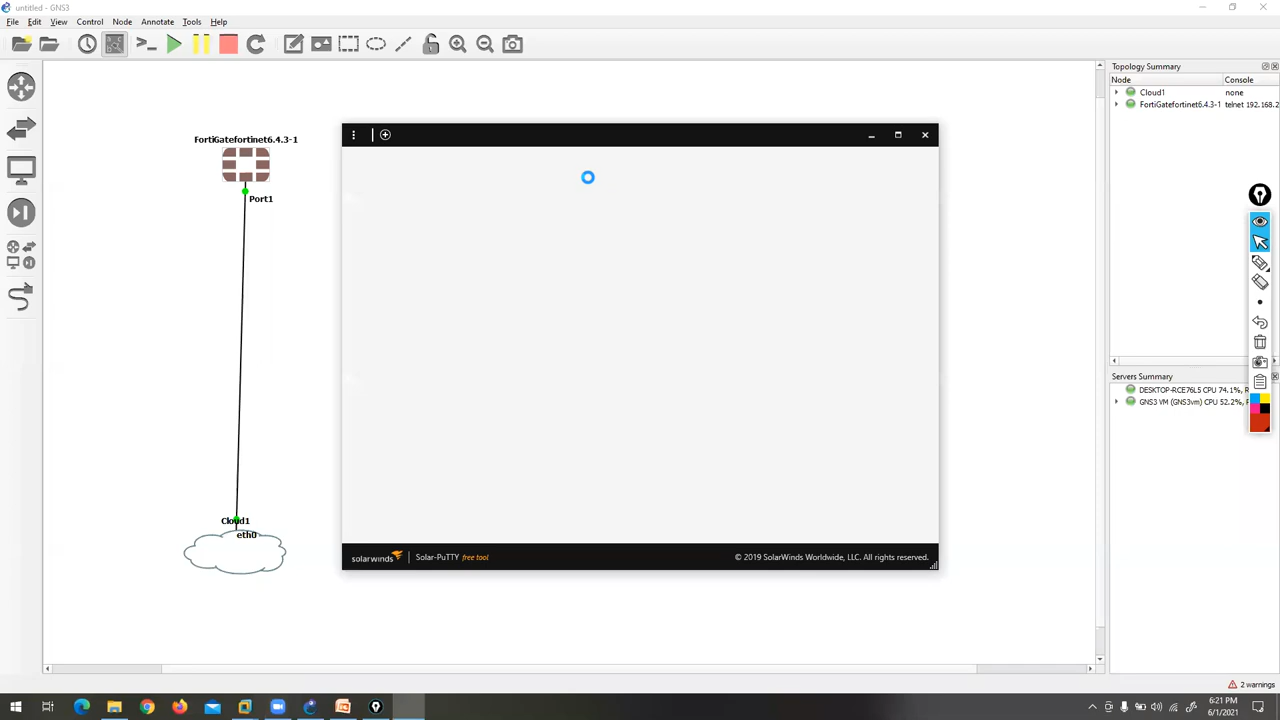 untitled - GNS3
File Edit View Control Node Annotate Tools Help
Topology Summary
Node Console
Cloud1 none
FortiGatefortinet6.4.3-1 telnet 192.168.2
FortiGatefortinet6.4.3-1
Port1
Cloud1
eth0
solarwinds Solar-PuTTY free tool © 2019 SolarWinds Worldwide, LLC. All rights reserved.
Servers Summary
DESKTOP-RCE76L5 CPU 74.1%, R
GNS3 VM (GNS3vm) CPU 52.2%,
2 warnings
6:21 PM
6/1/2021